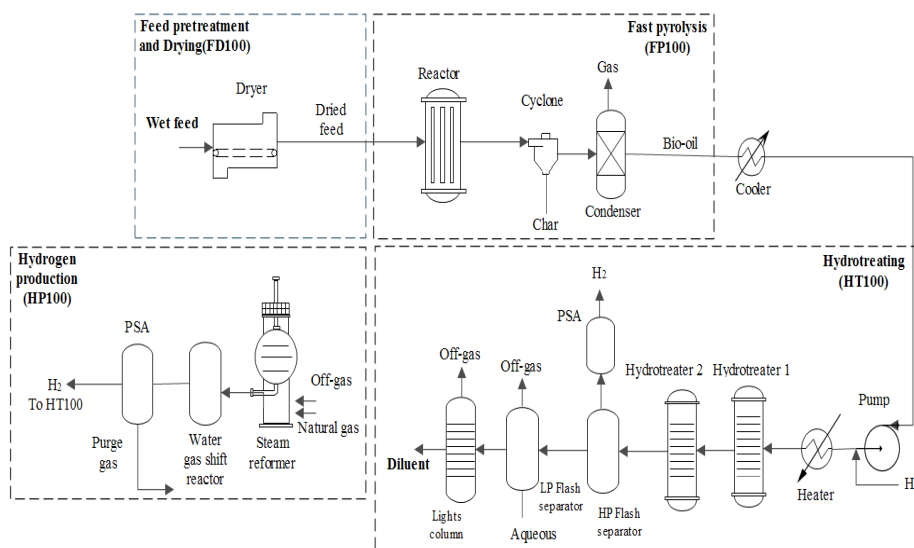 Feed pretreatment
and Drying(FD100)
Dryer
Wet feed
Dried
feed
Fast pyrolysis
(FP100)
Reactor
Cyclone
Gas
Char
Condenser
Bio-oil
Cooler
Hydrogen
production
(HP100)
PSA
H2
To HT100
Purge
gas
Water
gas shift
reactor
Steam
reformer
Off-gas
Natural gas
Hydrotreating
(HT100)
H2
PSA
Off-gas
Off-gas
Hydrotreater 2
Hydrotreater 1
Pump
Diluent
Lights
column
Aqueous
LP Flash
separator
HP Flash
separator
Heater
H